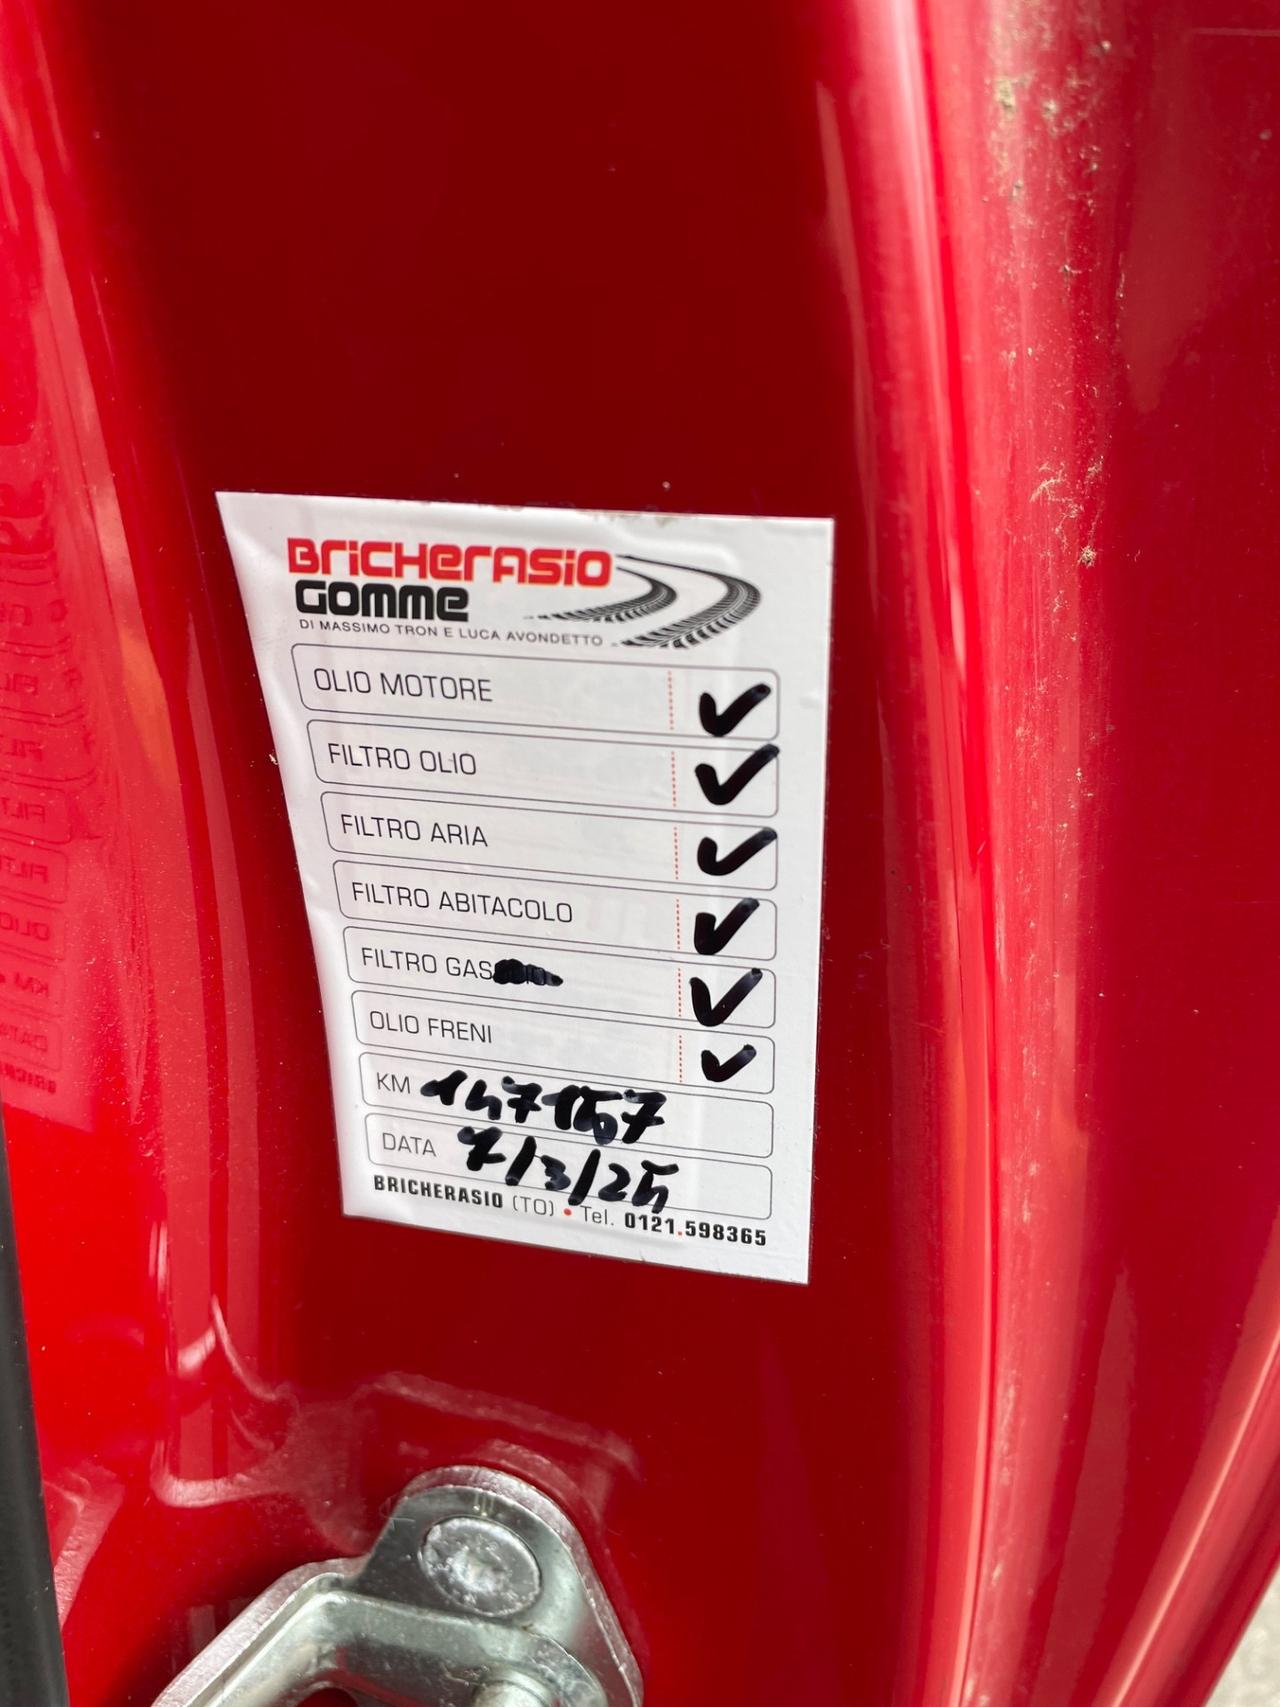 BRICHERASIO
GOMME
DI MASSIMO TRON E LUCA AVONDETTO
OLIO MOTORE ✓
FILTRO OLIO ✓
FILTRO ARIA ✓
FILTRO ABITACOLO ✓
FILTRO GAS ✓
OLIO FRENI ✓
KM
DATA 7/3/25
BRICHERASIO (TO) • Tel. 0121.598365